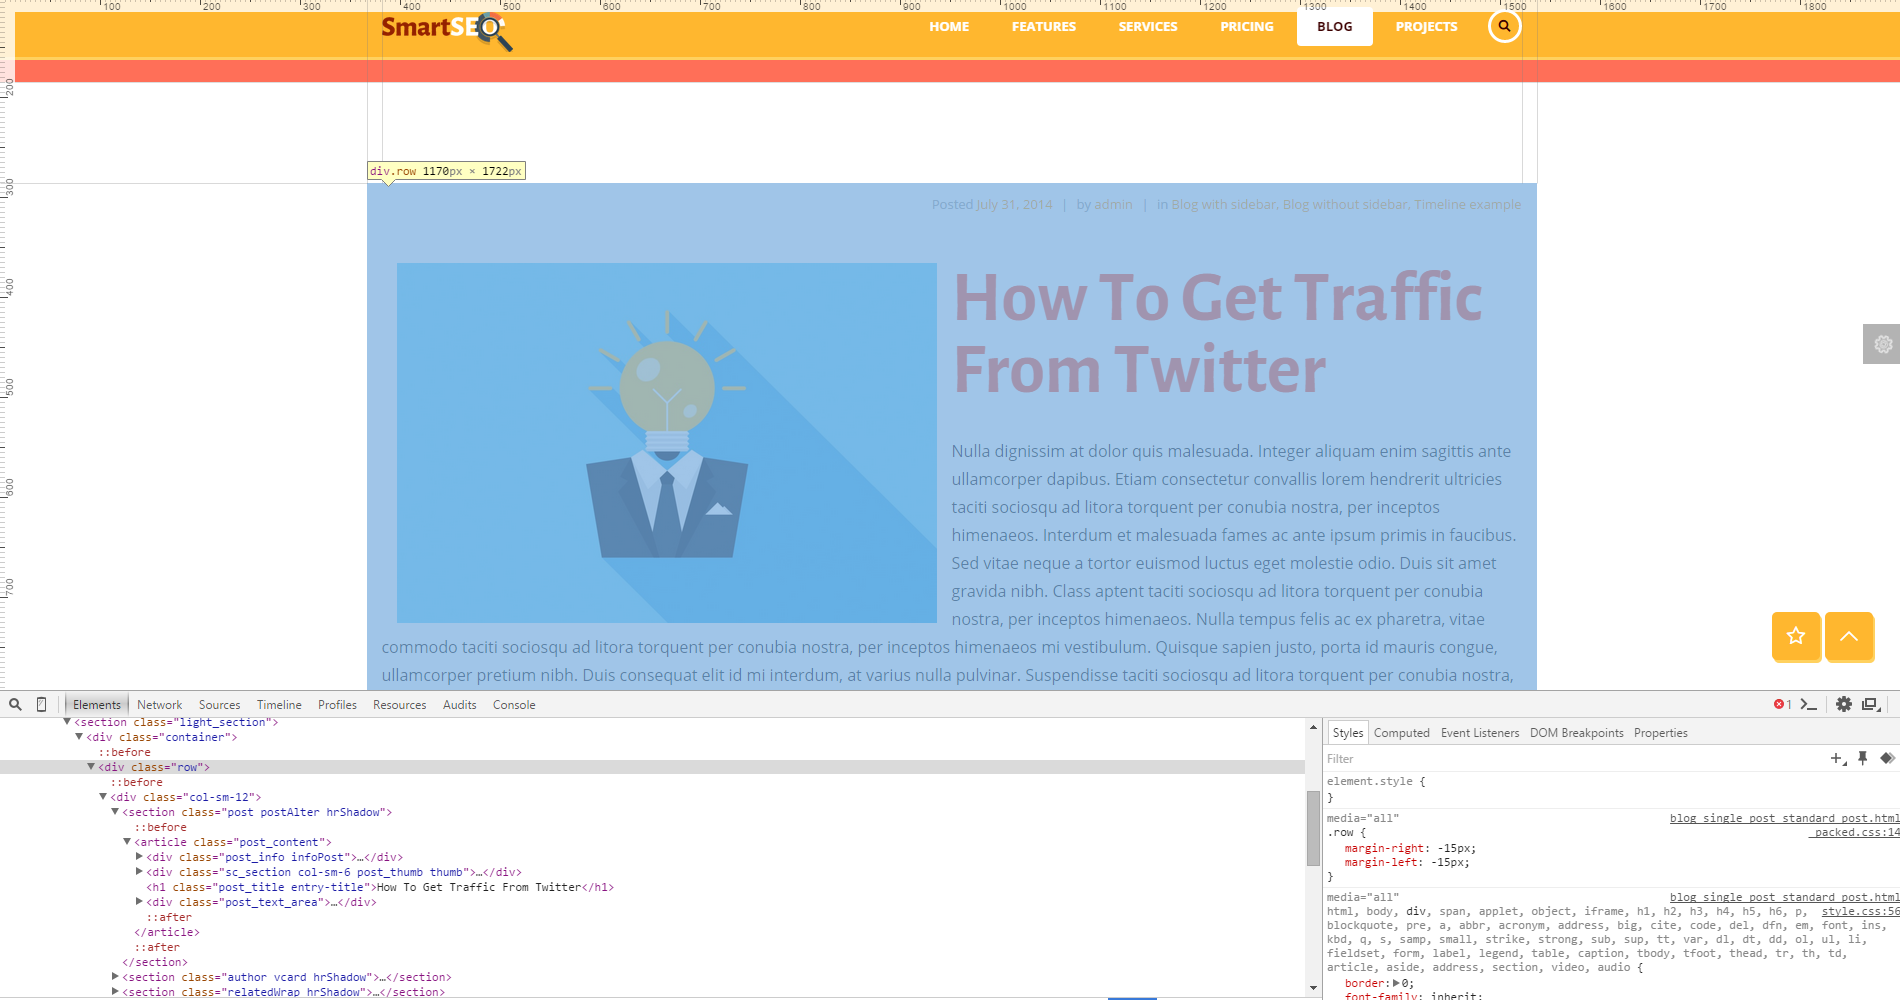 100 200 300 400 500 600 700 800 900 1000 1100 1200 1300 1400 1500 1600 1700 1800
SmartSEO HOME FEATURES SERVICES PRICING BLOG PROJECTS
200
300
400
500
600
700
div.row 1170px × 1722px
Posted July 31, 2014 | by admin | in Blog with sidebar, Blog without sidebar, Timeline example
How To Get Traffic
From Twitter
Nulla dignissim at dolor quis malesuada. Integer aliquam enim sagittis ante
ullamcorper dapibus. Etiam consectetur convallis lorem hendrerit ultricies
taciti sociosqu ad litora torquent per conubia nostra, per inceptos
himenaeos. Interdum et malesuada fames ac ante ipsum primis in faucibus.
Sed vitae neque a tortor euismod luctus eget molestie odio. Duis sit amet
gravida nibh. Class aptent taciti sociosqu ad litora torquent per conubia
nostra, per inceptos himenaeos. Nulla tempus felis ac ex pharetra, vitae
commodo taciti sociosqu ad litora torquent per conubia nostra, per inceptos himenaeos mi vestibulum. Quisque sapien justo, porta id mauris congue,
ullamcorper pretium nibh. Duis consequat elit id mi interdum, at varius nulla pulvinar. Suspendisse taciti sociosqu ad litora torquent per conubia nostra,
Elements Network Sources Timeline Profiles Resources Audits Console 1
<section class="light_section">
<div class="container">
::before
<div class="row">
::before
<div class="col-sm-12">
<section class="post postAlter hrShadow">
::before
<article class="post_content">
<div class="post_info infoPost">…</div>
<div class="sc_section col-sm-6 post_thumb thumb">…</div>
<h1 class="post_title entry-title">How To Get Traffic From Twitter</h1>
<div class="post_text_area">…</div>
::after
</article>
::after
</section>
<section class="author vcard hrShadow">…</section>
<section class="relatedWrap hrShadow">…</section>
Styles Computed Event Listeners DOM Breakpoints Properties
Filter
element.style {
}
media="all" blog single post standard post.html
.row { _packed.css:14
margin-right: -15px;
margin-left: -15px;
}
media="all" blog single post standard post.html
html, body, div, span, applet, object, iframe, h1, h2, h3, h4, h5, h6, p, style.css:56
blockquote, pre, a, abbr, acronym, address, big, cite, code, del, dfn, em, font, ins,
kbd, q, s, samp, small, strike, strong, sub, sup, tt, var, dl, dt, dd, ol, ul, li,
fieldset, form, label, legend, table, caption, tbody, tfoot, thead, tr, th, td,
article, aside, address, section, video, audio {
border: 0;
font-family: inherit;